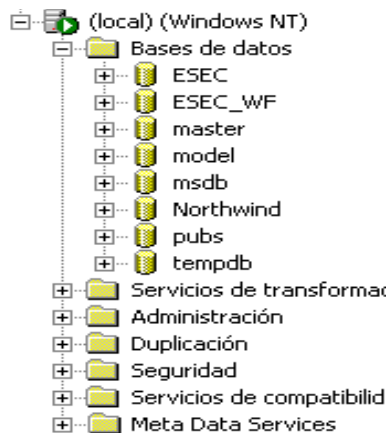 (local) (Windows NT)
Bases de datos
ESEC
ESEC_WF
master
model
msdb
Northwind
pubs
tempdb
Servicios de transformac
Administración
Duplicación
Seguridad
Servicios de compatibilid
Meta Data Services